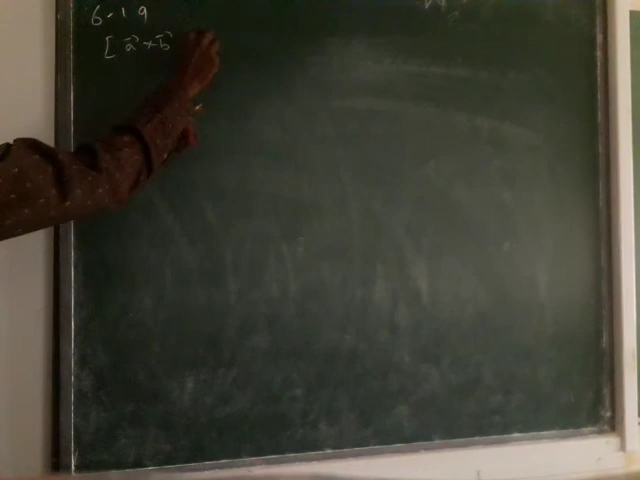 6.19
[ a⃗ × b⃗